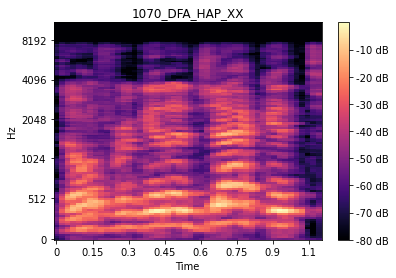 1070_DFA_HAP_XX
8192
4096
2048
1024
512
0
Hz
0 0.15 0.3 0.45 0.6 0.75 0.9 1.1
Time
-10 dB
-20 dB
-30 dB
-40 dB
-50 dB
-60 dB
-70 dB
-80 dB